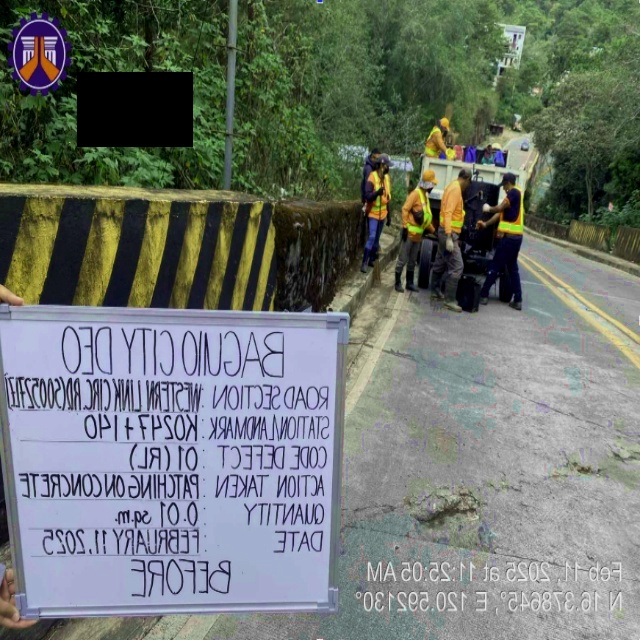 BAGUIO CITY DEO
ROAD SECTION : WESTERN LINK CIRC. RD.
STATION/LANDMARK : K0247+140
CODE DEFECT : 01 (RL)
ACTION TAKEN : PATCHING ON CONCRETE
QUANTITY : 0.01 sq.m.
DATE : FEBRUARY 11, 2025
BEFORE
Feb 11, 2025 at 11:25:05 AM
N 16.378645°, E 120.592130°